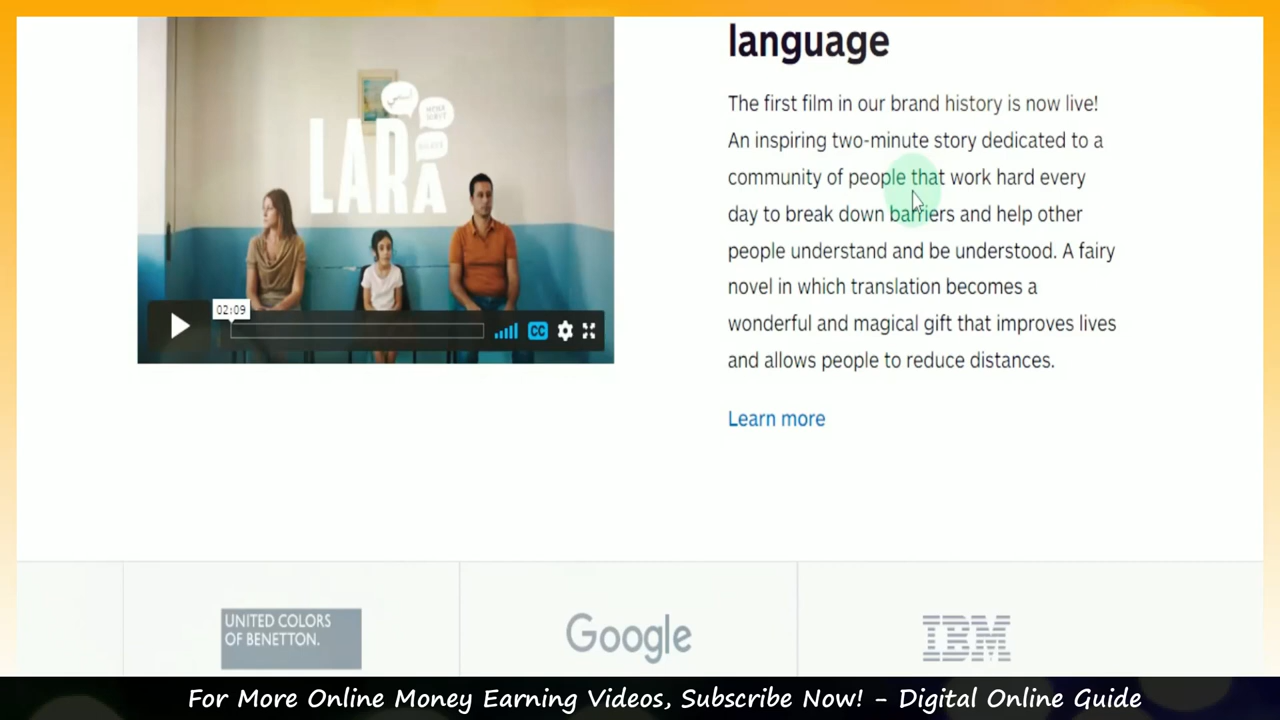 language
LARA
The first film in our brand history is now live!
An inspiring two-minute story dedicated to a
community of people that work hard every
day to break down barriers and help other
people understand and be understood. A fairy
novel in which translation becomes a
wonderful and magical gift that improves lives
and allows people to reduce distances.
02:09
CC
Learn more
UNITED COLORS
OF BENETTON.
Google
IBM
For More Online Money Earning Videos, Subscribe Now! - Digital Online Guide